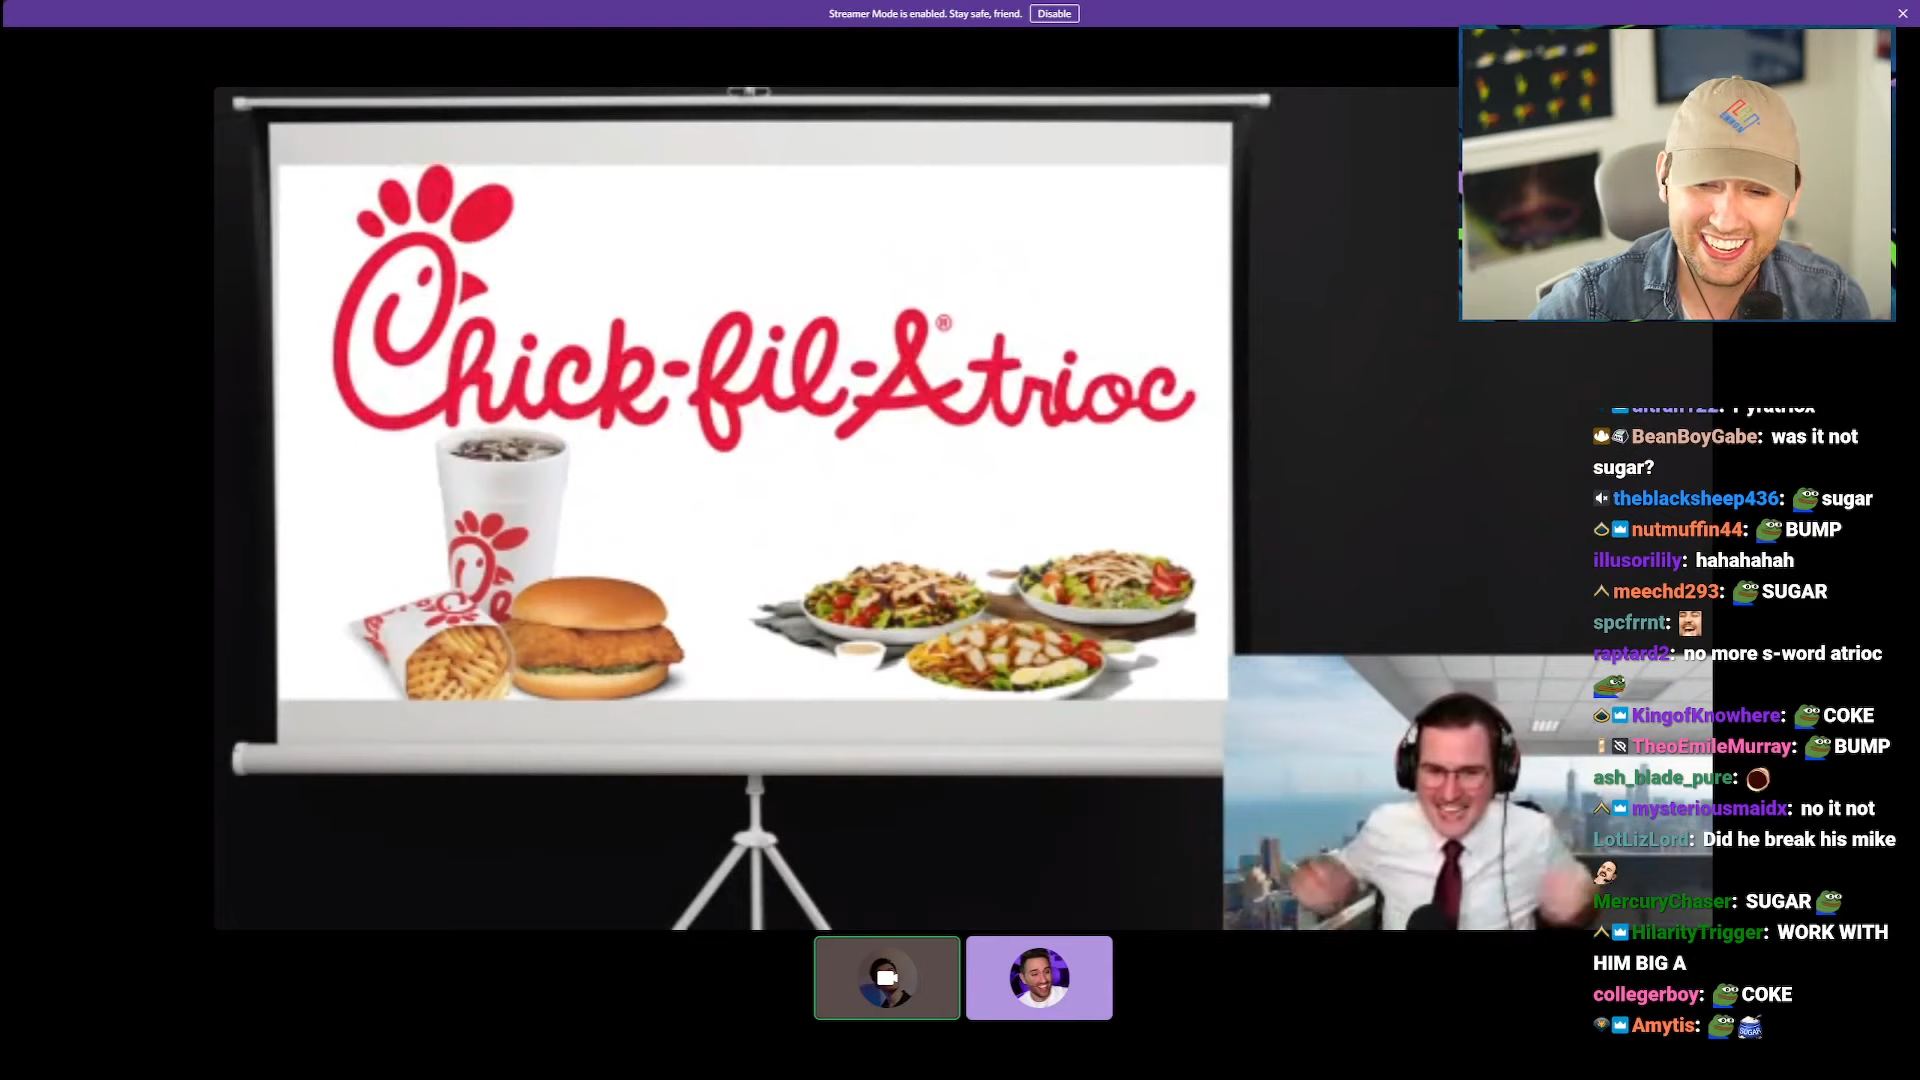 Streamer Mode is enabled. Stay safe, friend. Disable
Chick-fil-Atrioc®
BeanBoyGabe: was it not
sugar?
theblacksheep436: sugar
nutmuffin44: BUMP
illusorilily: hahahahah
meechd293: SUGAR
spcfrrnt:
raptard2: no more s-word atrioc
KingofKnowhere: COKE
TheoEmileMurray: BUMP
ash_blade_pure:
mysteriousmaidx: no it not
LotLizLord: Did he break his mike
MercuryChaser: SUGAR
HilarityTrigger: WORK WITH
HIM BIG A
collegerboy: COKE
Amytis: SUGAR